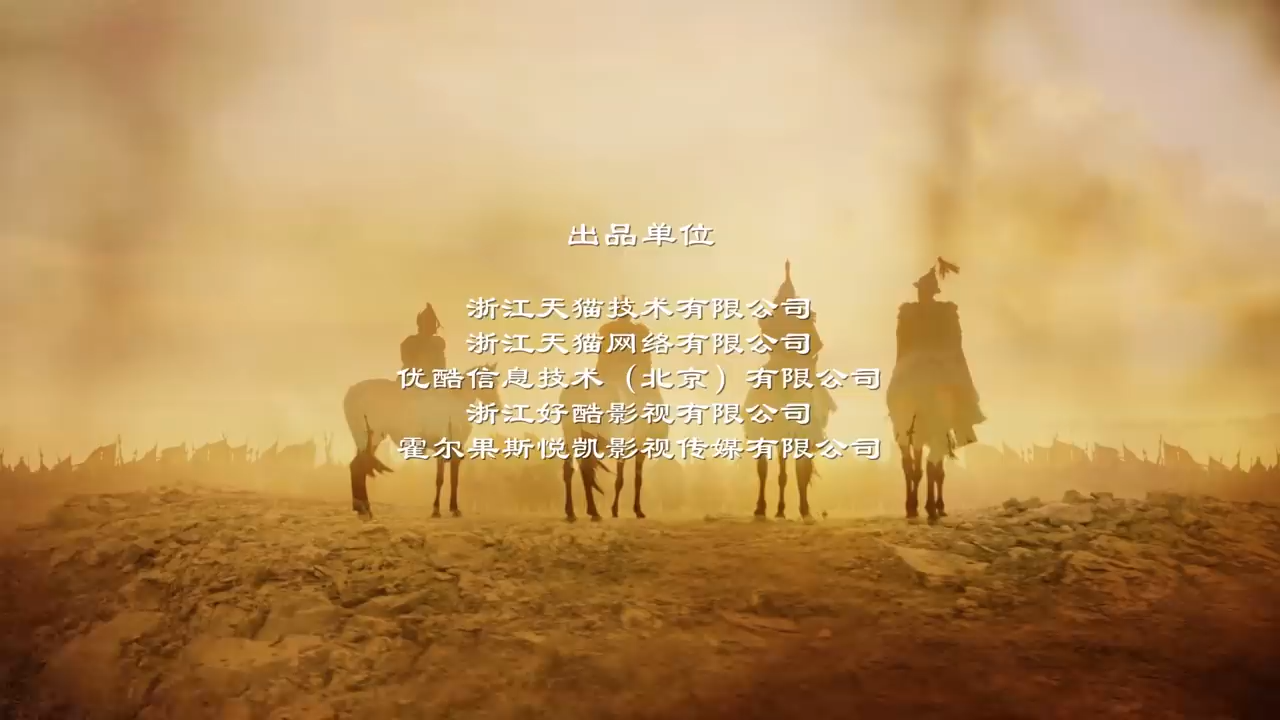 出品单位
浙江天猫技术有限公司
浙江天猫网络有限公司
优酷信息技术（北京）有限公司
浙江好酷影视有限公司
霍尔果斯悦凯影视传媒有限公司